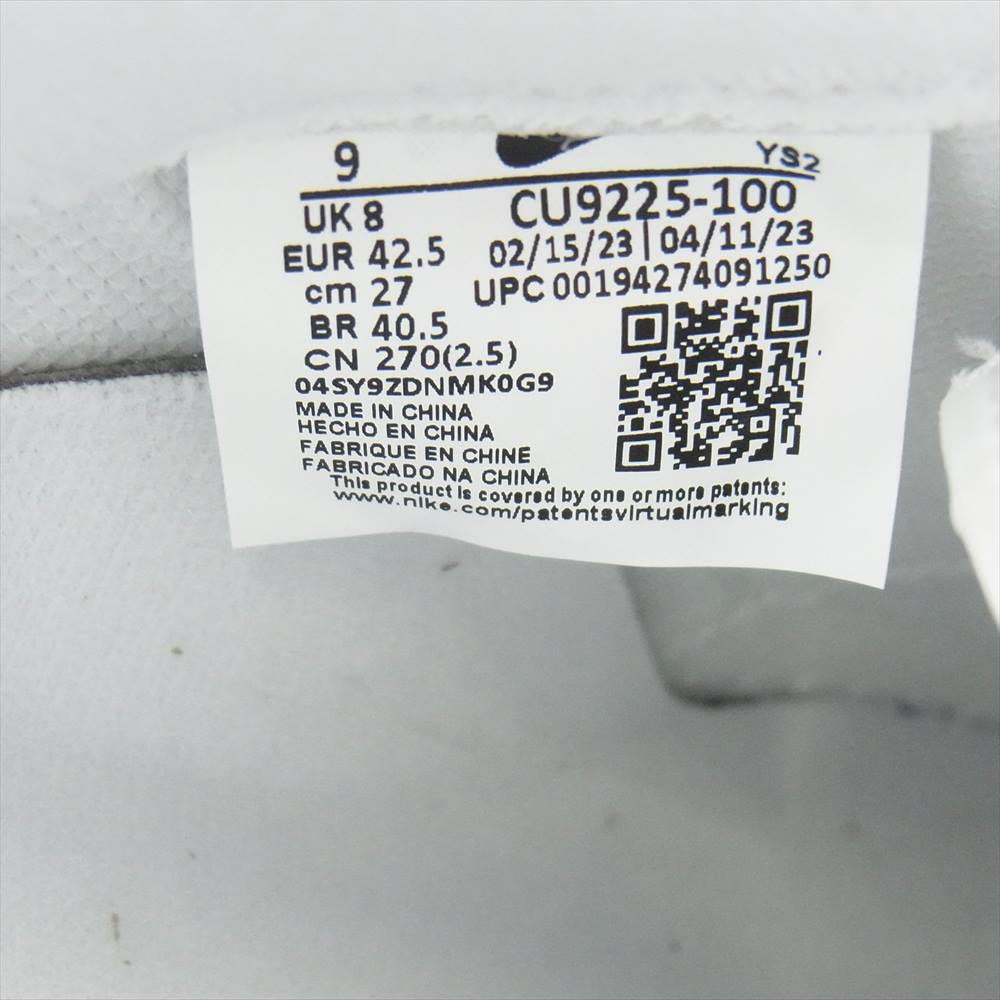 9 YS2
UK 8 CU9225-100
EUR 42.5 02/15/23 | 04/11/23
cm 27 UPC 00194274091250
BR 40.5
CN 270(2.5)
04SY9ZDNMK0G9
MADE IN CHINA
HECHO EN CHINA
FABRIQUE EN CHINE
FABRICADO NA CHINA
This product is covered by one or more patents:
www.nike.com/patentsvirtualmarking